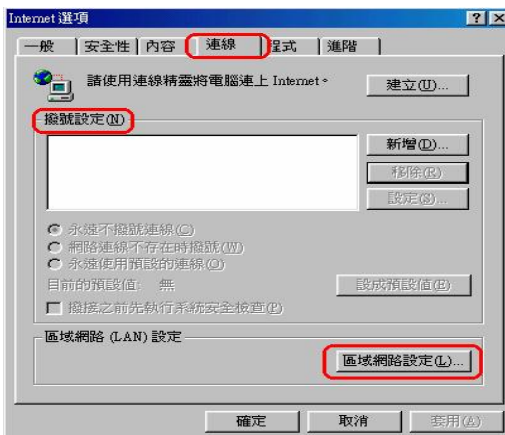 Internet 選項
一般 安全性 內容 連線 程式 進階
請使用連線精靈將電腦連上 Internet。
建立(U)...
撥號設定(N)
新增(D)...
移除(R)
設定(S)...
永遠不撥號連線(C)
網路連線不存在時撥號(W)
永遠使用預設的連線(O)
目前的預設值: 無
設成預設值(E)
撥接之前先執行系統安全檢查(P)
區域網路 (LAN) 設定
區域網路設定(L)...
確定 取消 套用(A)